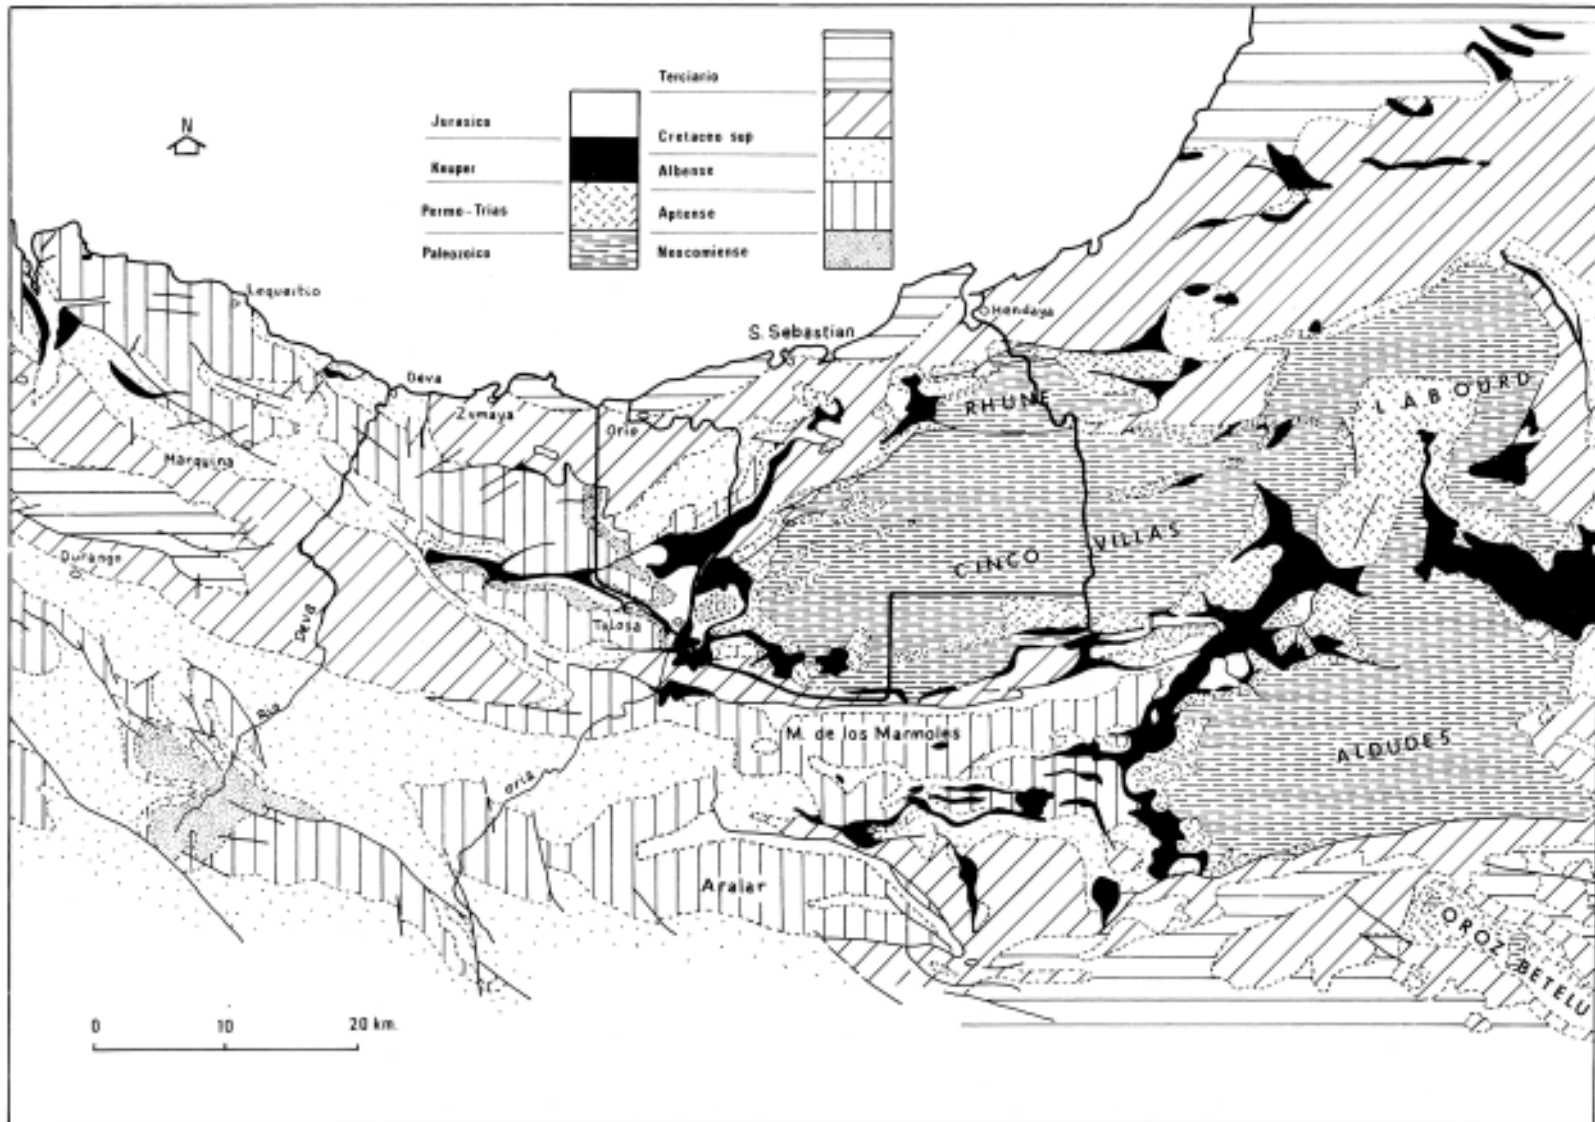 N
Jurasico
Keuper
Permo-Trias
Paleozoico
Terciario
Cretaceo sup
Albense
Aptense
Neocomiense
Lequeitio
Hendaya
S. Sebastian
Deva
Zumaya
Orio
RHUNE
LABOURD
Marquina
CINCO VILLAS
Durango
Deva
Tolosa
Ria
M. de los Marmoles
ALDUDES
oria
Aralar
OROZ BETELU
0 10 20 km.